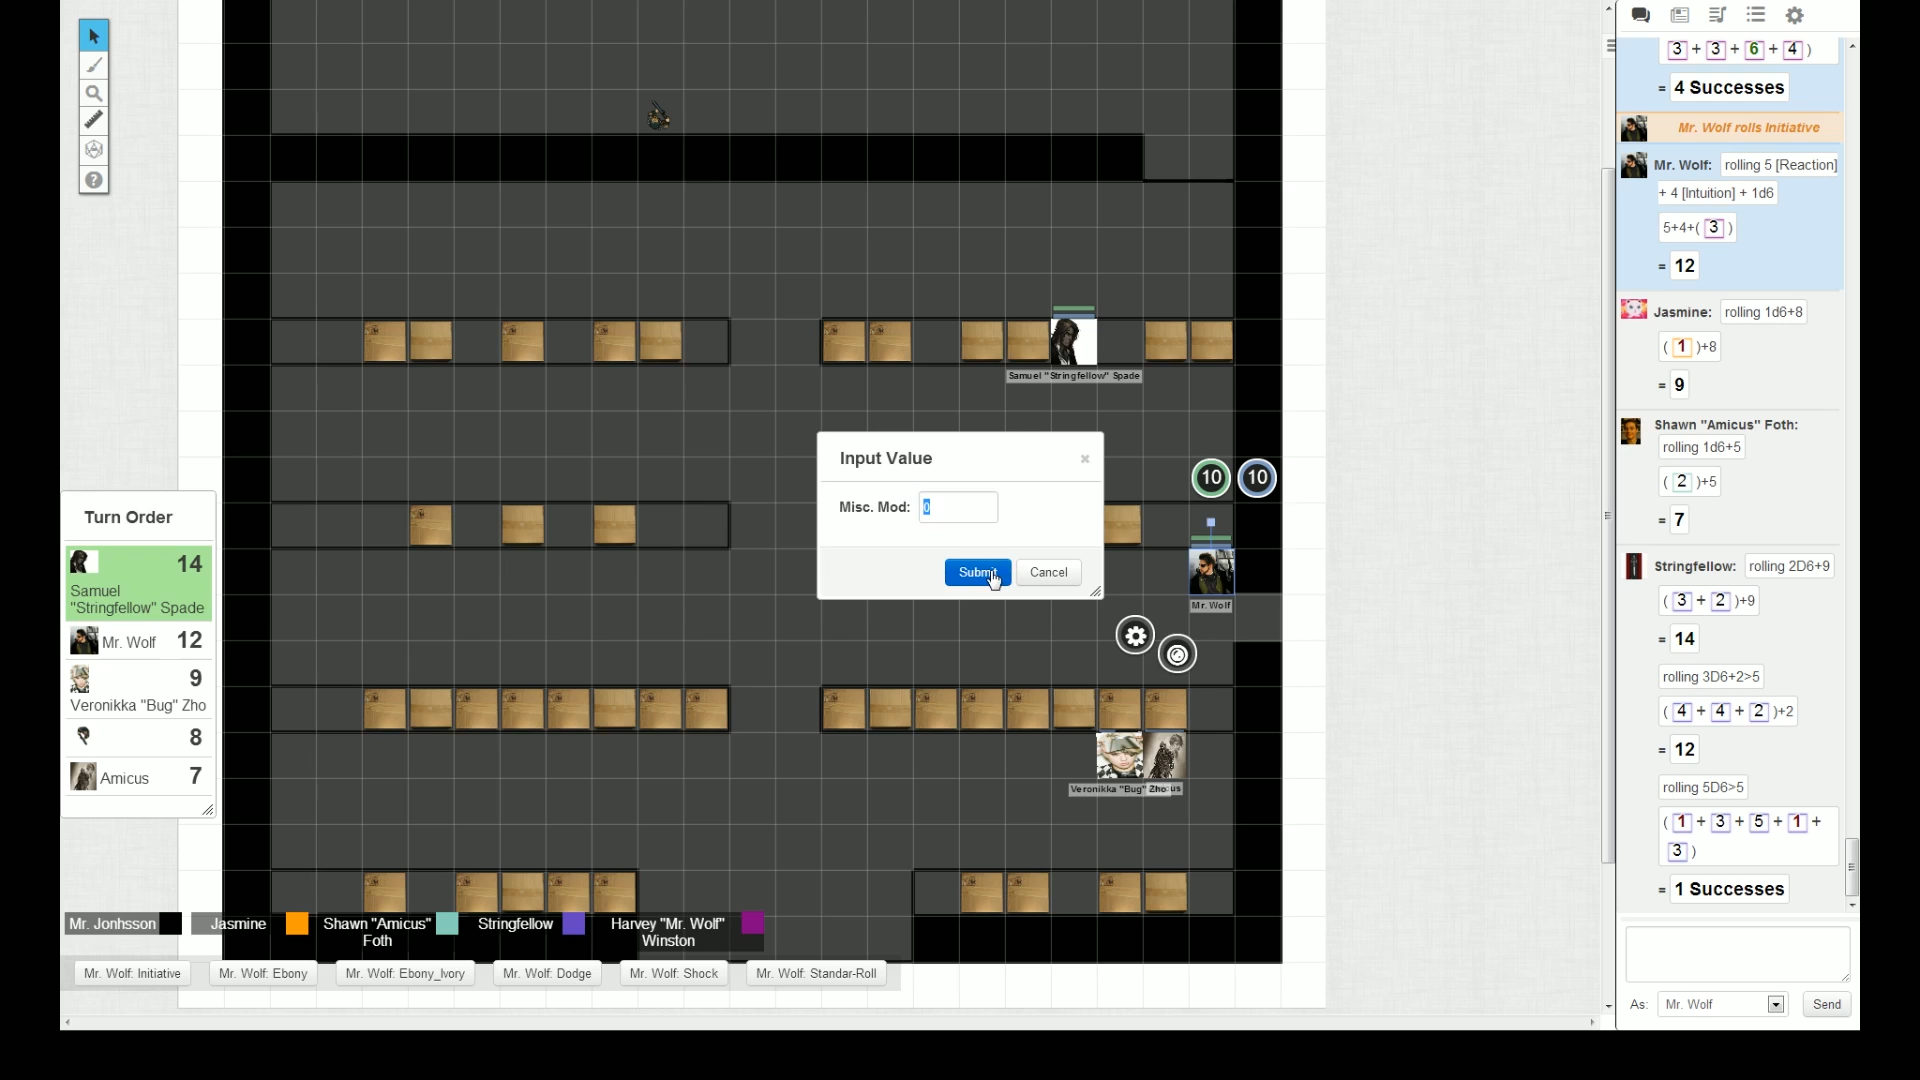 Turn Order
14
Samuel
"Stringfellow" Spade
Mr. Wolf 12
9
Veronikka "Bug" Zho
8
Amicus 7
Samuel "Stringfellow" Spade
Input Value ×
Misc. Mod: 0
Submit Cancel
10 10
Mr. Wolf
Veronikka "Bug" Zho
Mr. Jonhsson Jasmine Shawn "Amicus" Foth Stringfellow Harvey "Mr. Wolf" Winston
Mr. Wolf: Initiative Mr. Wolf: Ebony Mr. Wolf: Ebony_Ivory Mr. Wolf: Dodge Mr. Wolf: Shock Mr. Wolf: Standar-Roll
3 + 3 + 6 + 4 )
= 4 Successes
Mr. Wolf rolls Initiative
Mr. Wolf: rolling 5 [Reaction]
+ 4 [Intuition] + 1d6
5+4+( 3 )
= 12
Jasmine: rolling 1d6+8
( 1 )+8
= 9
Shawn "Amicus" Foth:
rolling 1d6+5
( 2 )+5
= 7
Stringfellow: rolling 2D6+9
( 3 + 2 )+9
= 14
rolling 3D6+2>5
( 4 + 4 + 2 )+2
= 12
rolling 5D6>5
( 1 + 3 + 5 + 1 +
3 )
= 1 Successes
As: Mr. Wolf Send